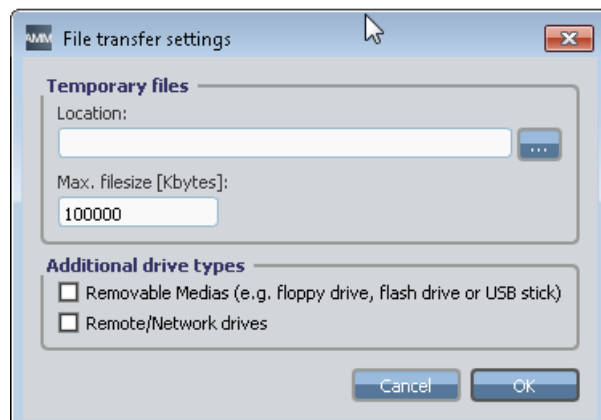 AMM File transfer settings
Temporary files
Location:
...
Max. filesize [Kbytes]:
100000
Additional drive types
Removable Medias (e.g. floppy drive, flash drive or USB stick)
Remote/Network drives
Cancel OK